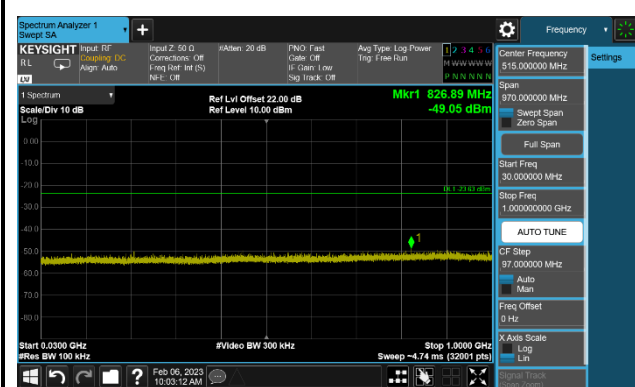 Spectrum Analyzer 1
Swept SA
Frequency
KEYSIGHT
RL
Input: RF
Coupling: DC
Align: Auto
Input Z: 50 Ω
Corrections: Off
Freq Ref: Int (S)
NFE: Off
#Atten: 20 dB
PNO: Fast
Gate: Off
IF Gain: Low
Sig Track: Off
Avg Type: Log-Power
Trig: Free Run
1 2 3 4 5 6
M W W W W W
P N N N N N
LXI
1 Spectrum
Scale/Div 10 dB
Log
Ref Lvl Offset 22.00 dB
Ref Level 10.00 dBm
Mkr1 826.89 MHz
-49.05 dBm
0.00
-10.0
-20.0
DL1 -23.63 dBm
-30.0
-40.0
1
-50.0
-60.0
-70.0
-80.0
Start 0.0300 GHz
#Res BW 100 kHz
#Video BW 300 kHz
Stop 1.0000 GHz
Sweep ~4.74 ms (32001 pts)
Feb 06, 2023
10:03:12 AM
?
Settings
Center Frequency
515.000000 MHz
Span
970.000000 MHz
Swept Span
Zero Span
Full Span
Start Freq
30.000000 MHz
Stop Freq
1.000000000 GHz
AUTO TUNE
CF Step
97.000000 MHz
Auto
Man
Freq Offset
0 Hz
X Axis Scale
Log
Lin
Signal Track
(Span Zoom)